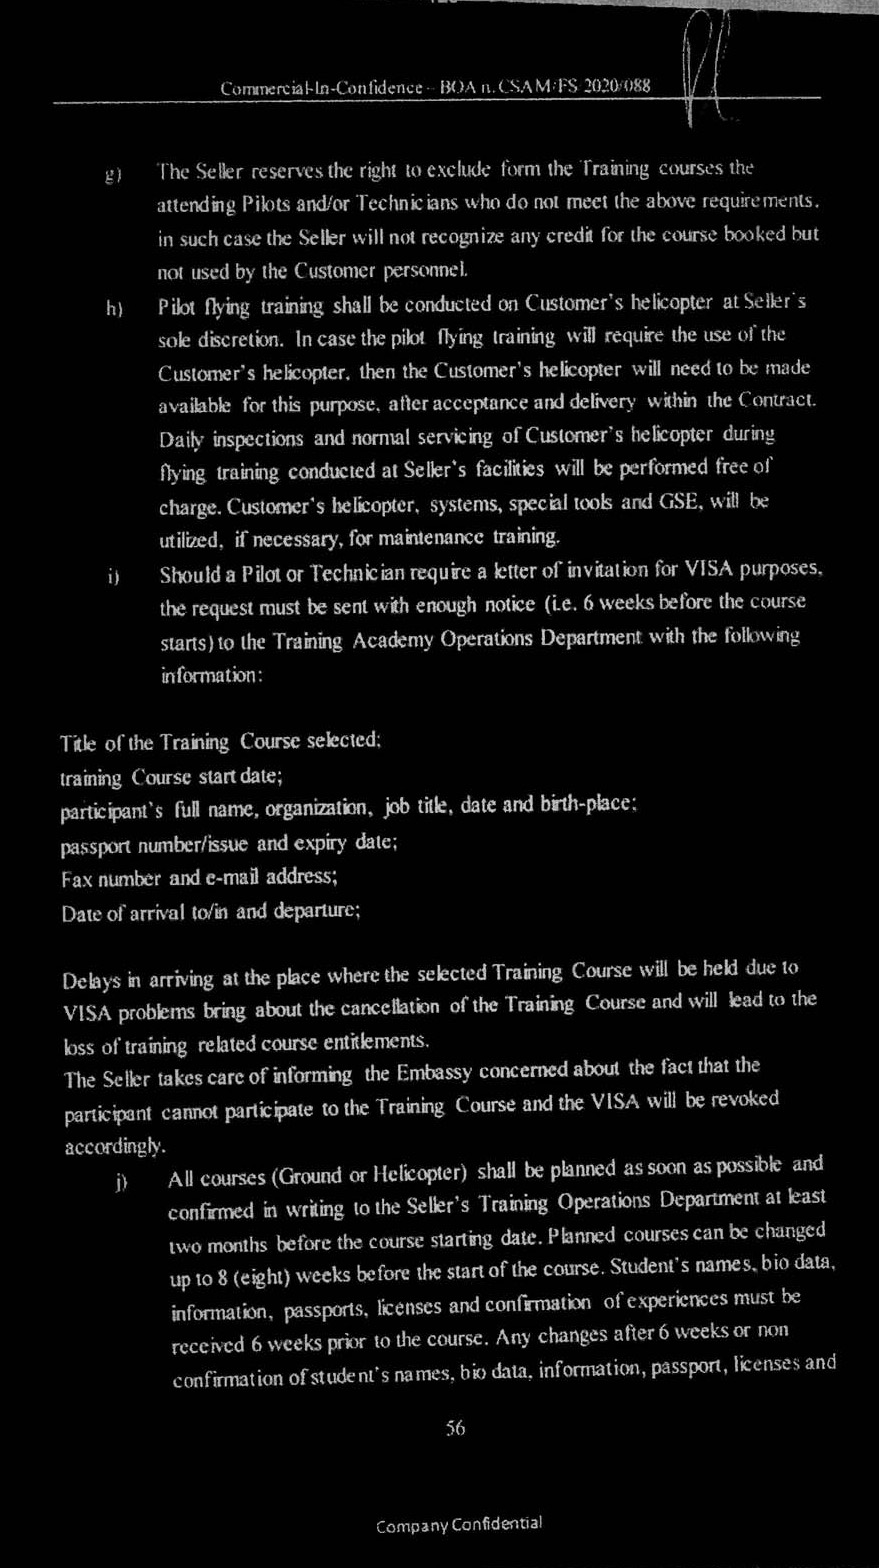 Commercial-In-Confidence – BOA n. CSAM/FS 2020/088
g) The Seller reserves the right to exclude form the Training courses the
attending Pilots and/or Technicians who do not meet the above requirements.
in such case the Seller will not recognize any credit for the course booked but
not used by the Customer personnel.
h) Pilot flying training shall be conducted on Customer's helicopter at Seller's
sole discretion. In case the pilot flying training will require the use of the
Customer's helicopter, then the Customer's helicopter will need to be made
available for this purpose, after acceptance and delivery within the Contract.
Daily inspections and normal servicing of Customer's helicopter during
flying training conducted at Seller's facilities will be performed free of
charge. Customer's helicopter, systems, special tools and GSE, will be
utilized, if necessary, for maintenance training.
i) Should a Pilot or Technician require a letter of invitation for VISA purposes,
the request must be sent with enough notice (i.e. 6 weeks before the course
starts) to the Training Academy Operations Department with the following
information:
Title of the Training Course selected;
training Course start date;
participant's full name, organization, job title, date and birth-place;
passport number/issue and expiry date;
Fax number and e-mail address;
Date of arrival to/in and departure;
Delays in arriving at the place where the selected Training Course will be held due to
VISA problems bring about the cancellation of the Training Course and will lead to the
loss of training related course entitlements.
The Seller takes care of informing the Embassy concerned about the fact that the
participant cannot participate to the Training Course and the VISA will be revoked
accordingly.
j) All courses (Ground or Helicopter) shall be planned as soon as possible and
confirmed in writing to the Seller's Training Operations Department at least
two months before the course starting date. Planned courses can be changed
up to 8 (eight) weeks before the start of the course. Student's names, bio data,
information, passports, licenses and confirmation of experiences must be
received 6 weeks prior to the course. Any changes after 6 weeks or non
confirmation of student's names, bio data, information, passport, licenses and
56
Company Confidential